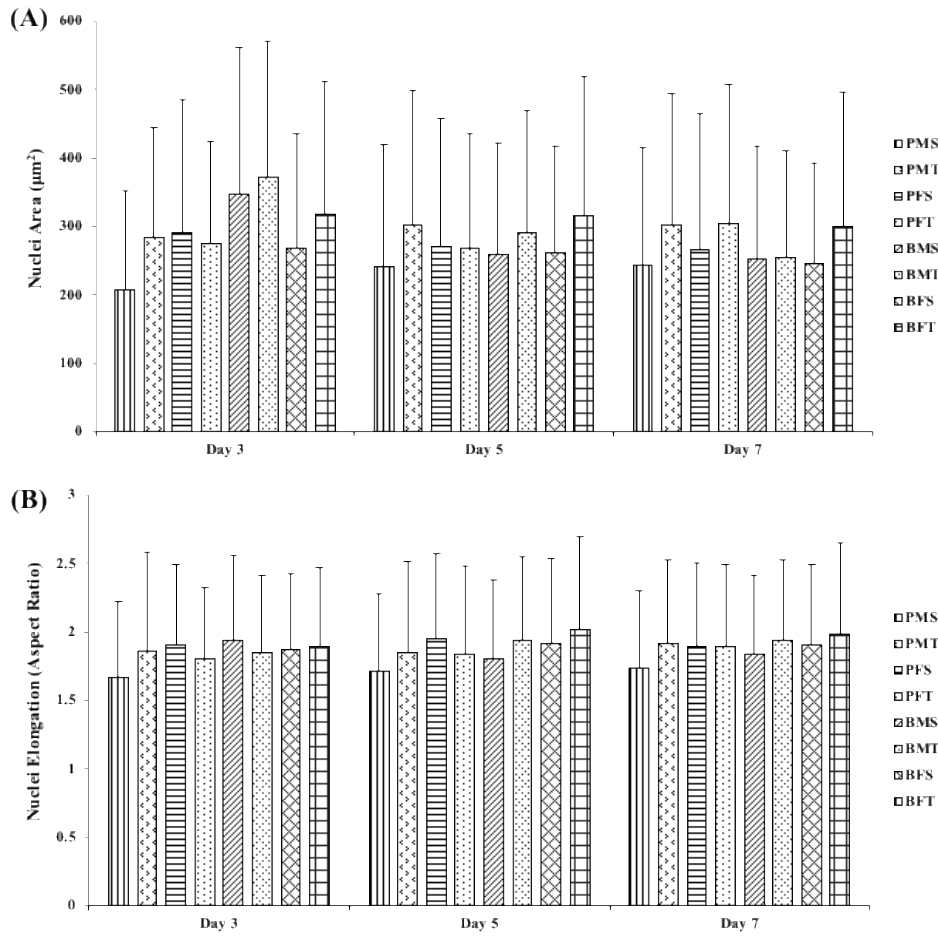 (A)
600
500
400
300
200
100
0
Nuclei Area (µm²)
Day 3
Day 5
Day 7
PMS
PMT
PFS
PFT
BMS
BMT
BFS
BFT
(B)
3
2.5
2
1.5
1
0.5
0
Nuclei Elongation (Aspect Ratio)
Day 3
Day 5
Day 7
PMS
PMT
PFS
PFT
BMS
BMT
BFS
BFT